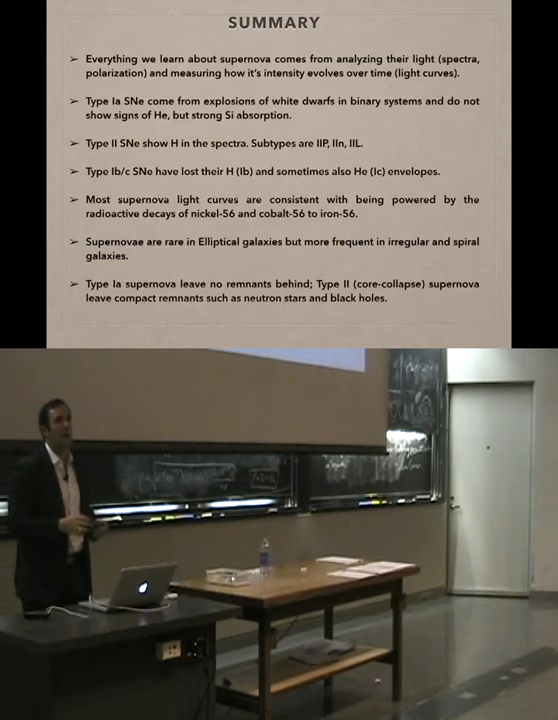 SUMMARY
➢ Everything we learn about supernova comes from analyzing their light (spectra,
polarization) and measuring how it's intensity evolves over time (light curves).
➢ Type Ia SNe come from explosions of white dwarfs in binary systems and do not
show signs of He, but strong Si absorption.
➢ Type II SNe show H in the spectra. Subtypes are IIP, IIn, IIL.
➢ Type Ib/c SNe have lost their H (Ib) and sometimes also He (Ic) envelopes.
➢ Most supernova light curves are consistent with being powered by the
radioactive decays of nickel-56 and cobalt-56 to iron-56.
➢ Supernovae are rare in Elliptical galaxies but more frequent in irregular and spiral
galaxies.
➢ Type Ia supernova leave no remnants behind; Type II (core-collapse) supernova
leave compact remnants such as neutron stars and black holes.